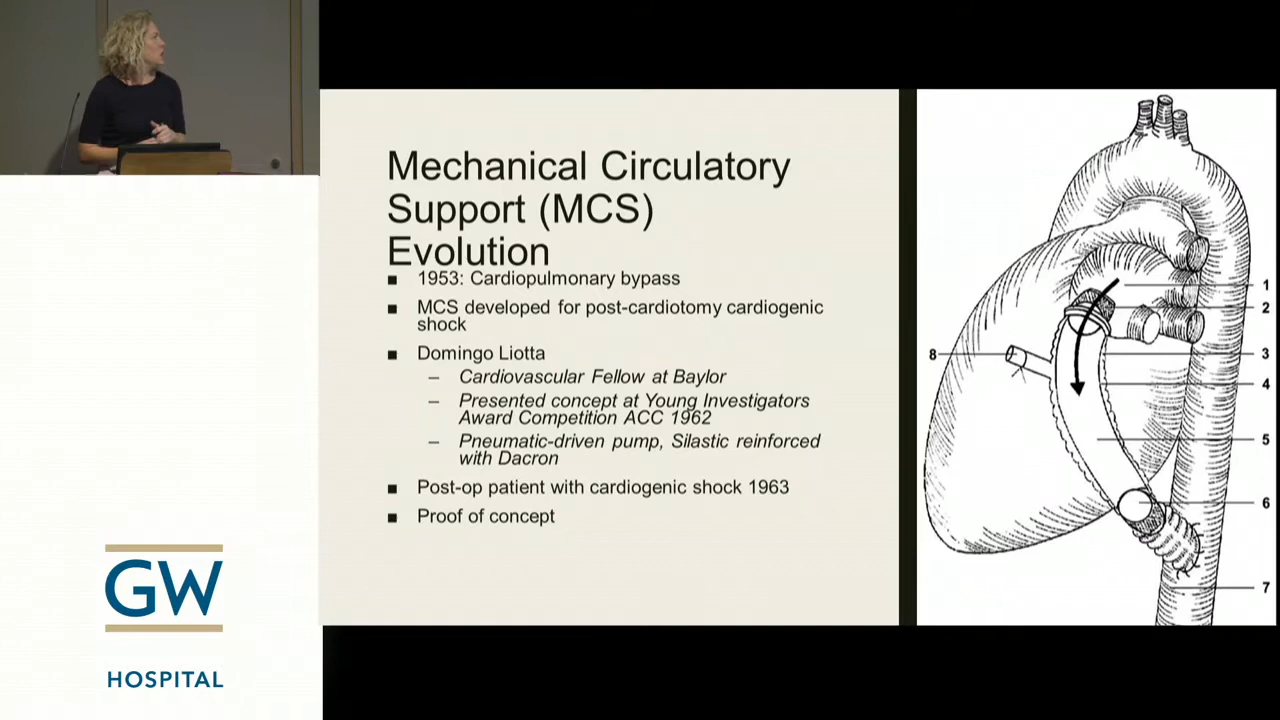 Mechanical Circulatory
Support (MCS)
Evolution
■ 1953: Cardiopulmonary bypass
■ MCS developed for post-cardiotomy cardiogenic
shock
■ Domingo Liotta
– Cardiovascular Fellow at Baylor
– Presented concept at Young Investigators
Award Competition ACC 1962
– Pneumatic-driven pump, Silastic reinforced
with Dacron
■ Post-op patient with cardiogenic shock 1963
■ Proof of concept
1
2
8
3
4
5
6
7
GW
HOSPITAL